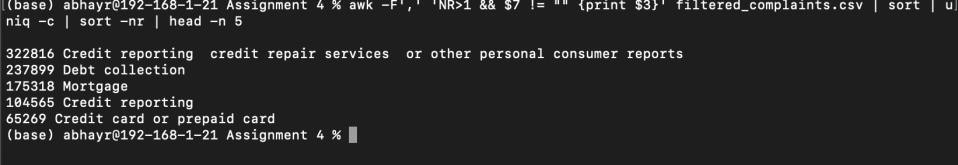 [(base) abhayr@192-168-1-21 Assignment 4 % awk -F',' 'NR>1 && $7 != "" {print $3}' filtered_complaints.csv | sort | u
niq -c | sort -nr | head -n 5
322816 Credit reporting  credit repair services  or other personal consumer reports
237899 Debt collection
175318 Mortgage
104565 Credit reporting
65269 Credit card or prepaid card
(base) abhayr@192-168-1-21 Assignment 4 %